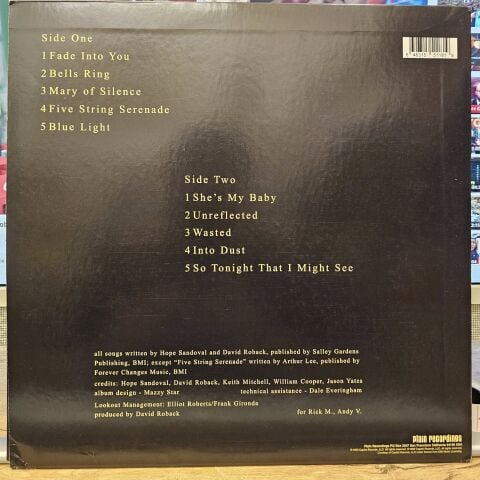 Side One
1 Fade Into You
2 Bells Ring
3 Mary of Silence
4 Five String Serenade
5 Blue Light
Side Two
1 She's My Baby
2 Unreflected
3 Wasted
4 Into Dust
5 So Tonight That I Might See
all songs written by Hope Sandoval and David Roback, published by Salley Gardens
Publishing, BMI; except "Five String Serenade" written by Arthur Lee, published by
Forever Changes Music, BMI
credits: Hope Sandoval, David Roback, Keith Mitchell, William Cooper, Jason Yates
album design - Mazzy Star technical assistance - Dale Everingham
Lookout Management: Elliot Roberts/Frank Gironda
produced by David Roback for Rick M., Andy V.
plain recordings